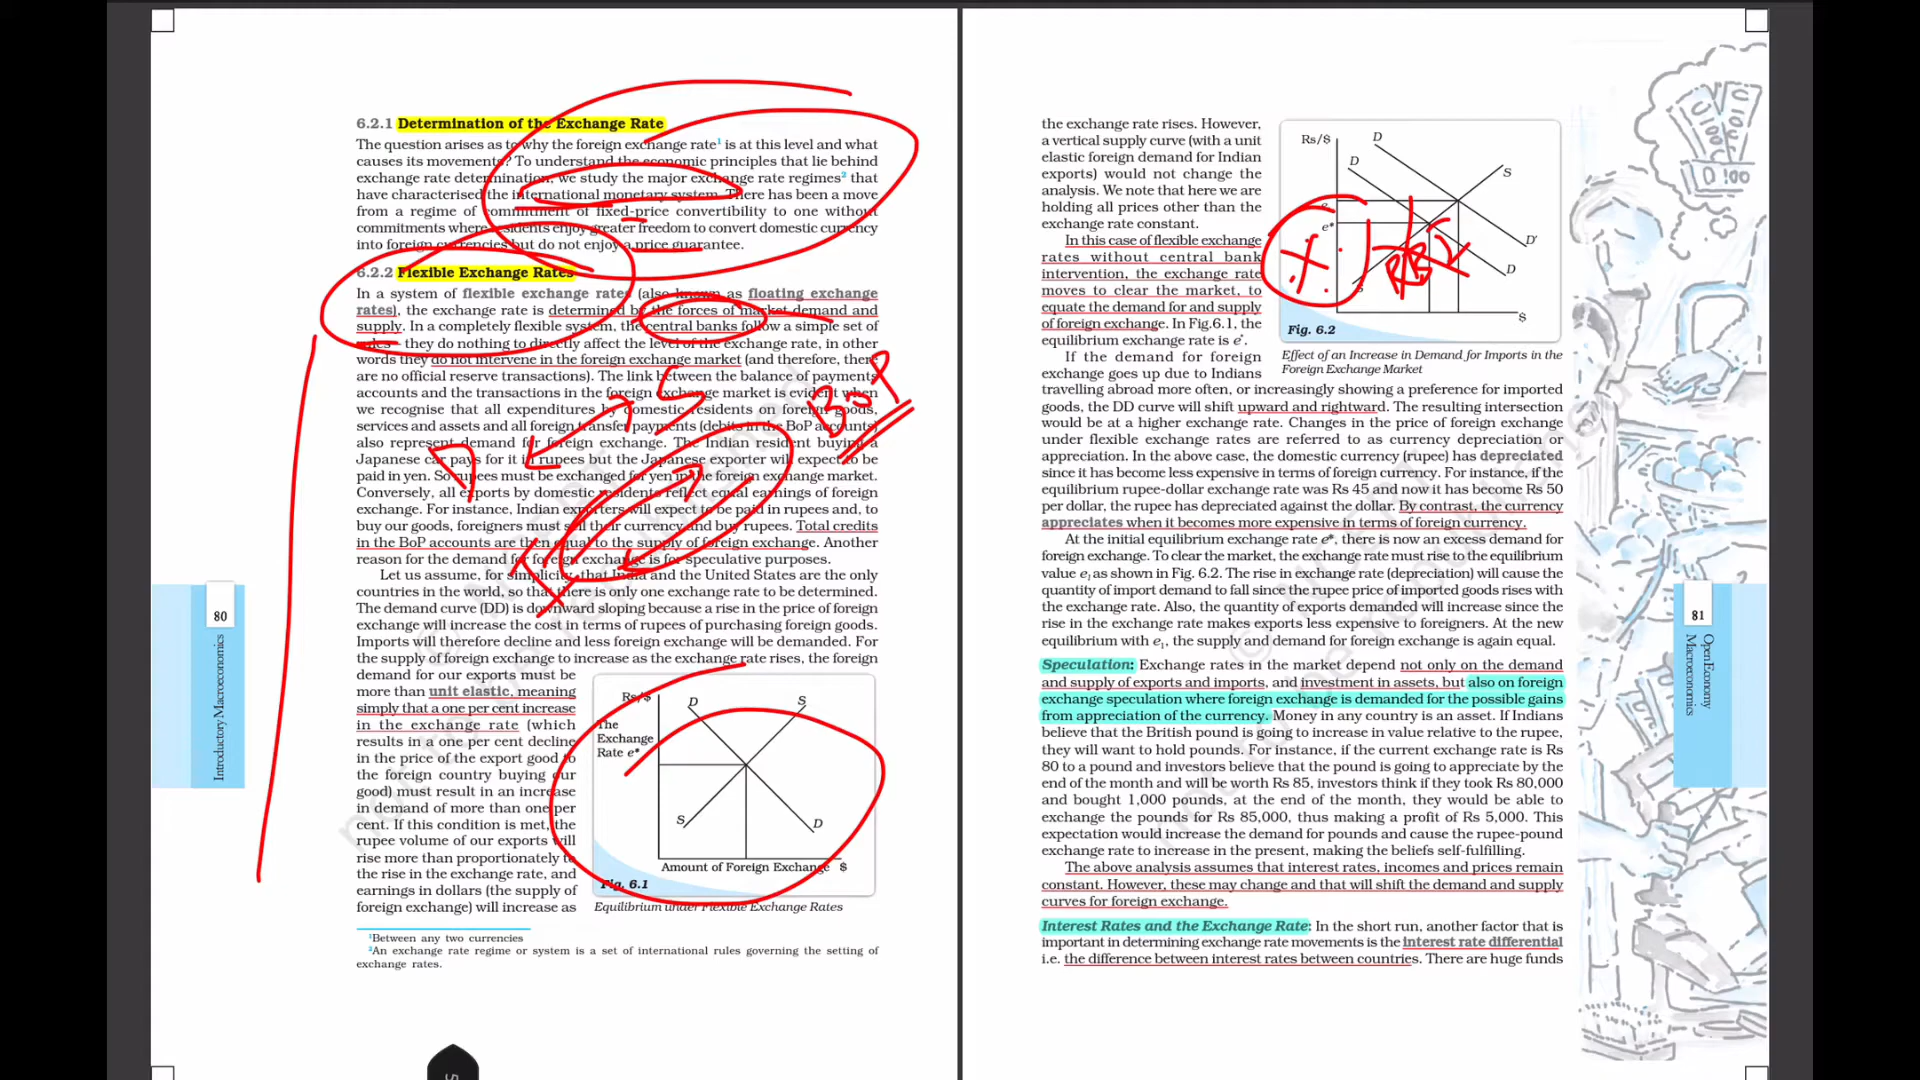 6.2.1 Determination of the Exchange Rate
The question arises as to why the foreign exchange rate¹ is at this level and what
causes its movements? To understand the economic principles that lie behind
exchange rate determination, we study the major exchange rate regimes² that
have characterised the international monetary system. There has been a move
from a regime of commitment of fixed-price convertibility to one without
commitments where residents enjoy greater freedom to convert domestic currency
into foreign currencies but do not enjoy a price guarantee.
6.2.2 Flexible Exchange Rates
In a system of flexible exchange rates (also known as floating exchange
rates), the exchange rate is determined by the forces of market demand and
supply. In a completely flexible system, the central banks follow a simple set of
rules – they do nothing to directly affect the level of the exchange rate, in other
words they do not intervene in the foreign exchange market (and therefore, there
are no official reserve transactions). The link between the balance of payments
accounts and the transactions in the foreign exchange market is evident when
we recognise that all expenditures by domestic residents on foreign goods,
services and assets and all foreign transfer payments (debits in the BoP accounts)
also represent demand for foreign exchange. The Indian resident buying a
Japanese car pays for it in rupees but the Japanese exporter will expect to be
paid in yen. So rupees must be exchanged for yen in the foreign exchange market.
Conversely, all exports by domestic residents reflect equal earnings of foreign
exchange. For instance, Indian exporters will expect to be paid in rupees and, to
buy our goods, foreigners must sell their currency and buy rupees. Total credits
in the BoP accounts are then equal to the supply of foreign exchange. Another
reason for the demand for foreign exchange is for speculative purposes.
Let us assume, for simplicity, that India and the United States are the only
countries in the world, so that there is only one exchange rate to be determined.
The demand curve (DD) is downward sloping because a rise in the price of foreign
exchange will increase the cost in terms of rupees of purchasing foreign goods.
Imports will therefore decline and less foreign exchange will be demanded. For
the supply of foreign exchange to increase as the exchange rate rises, the foreign
demand for our exports must be
more than unit elastic, meaning
simply that a one per cent increase
in the exchange rate (which
results in a one per cent decline
in the price of the export good to
the foreign country buying our
good) must result in an increase
in demand of more than one per
cent. If this condition is met, the
rupee volume of our exports will
rise more than proportionately to
the rise in the exchange rate, and
earnings in dollars (the supply of
foreign exchange) will increase as
Rs/$
D
S
The
Exchange
Rate e*
S
D
Amount of Foreign Exchange $
Fig. 6.1
Equilibrium under Flexible Exchange Rates
¹Between any two currencies
²An exchange rate regime or system is a set of international rules governing the setting of
exchange rates.
80
Introductory Macroeconomics
BoP
D
S
the exchange rate rises. However,
a vertical supply curve (with a unit
elastic foreign demand for Indian
exports) would not change the
analysis. We note that here we are
holding all prices other than the
exchange rate constant.
In this case of flexible exchange
rates without central bank
intervention, the exchange rate
moves to clear the market, to
equate the demand for and supply
of foreign exchange. In Fig.6.1, the
equilibrium exchange rate is e*.
If the demand for foreign
exchange goes up due to Indians
travelling abroad more often, or increasingly showing a preference for imported
goods, the DD curve will shift upward and rightward. The resulting intersection
would be at a higher exchange rate. Changes in the price of foreign exchange
under flexible exchange rates are referred to as currency depreciation or
appreciation. In the above case, the domestic currency (rupee) has depreciated
since it has become less expensive in terms of foreign currency. For instance, if the
equilibrium rupee-dollar exchange rate was Rs 45 and now it has become Rs 50
per dollar, the rupee has depreciated against the dollar. By contrast, the currency
appreciates when it becomes more expensive in terms of foreign currency.
At the initial equilibrium exchange rate e*, there is now an excess demand for
foreign exchange. To clear the market, the exchange rate must rise to the equilibrium
value e₁ as shown in Fig. 6.2. The rise in exchange rate (depreciation) will cause the
quantity of import demand to fall since the rupee price of imported goods rises with
the exchange rate. Also, the quantity of exports demanded will increase since the
rise in the exchange rate makes exports less expensive to foreigners. At the new
equilibrium with e₁, the supply and demand for foreign exchange is again equal.
Speculation: Exchange rates in the market depend not only on the demand
and supply of exports and imports, and investment in assets, but also on foreign
exchange speculation where foreign exchange is demanded for the possible gains
from appreciation of the currency. Money in any country is an asset. If Indians
believe that the British pound is going to increase in value relative to the rupee,
they will want to hold pounds. For instance, if the current exchange rate is Rs
80 to a pound and investors believe that the pound is going to appreciate by the
end of the month and will be worth Rs 85, investors think if they took Rs 80,000
and bought 1,000 pounds, at the end of the month, they would be able to
exchange the pounds for Rs 85,000, thus making a profit of Rs 5,000. This
expectation would increase the demand for pounds and cause the rupee-pound
exchange rate to increase in the present, making the beliefs self-fulfilling.
The above analysis assumes that interest rates, incomes and prices remain
constant. However, these may change and that will shift the demand and supply
curves for foreign exchange.
Interest Rates and the Exchange Rate: In the short run, another factor that is
important in determining exchange rate movements is the interest rate differential
i.e. the difference between interest rates between countries. There are huge funds
Rs/$
D
D
S
e*
D'
D
$
Fig. 6.2
Effect of an Increase in Demand for Imports in the
Foreign Exchange Market
RBI
81
Open Economy
Macroeconomics